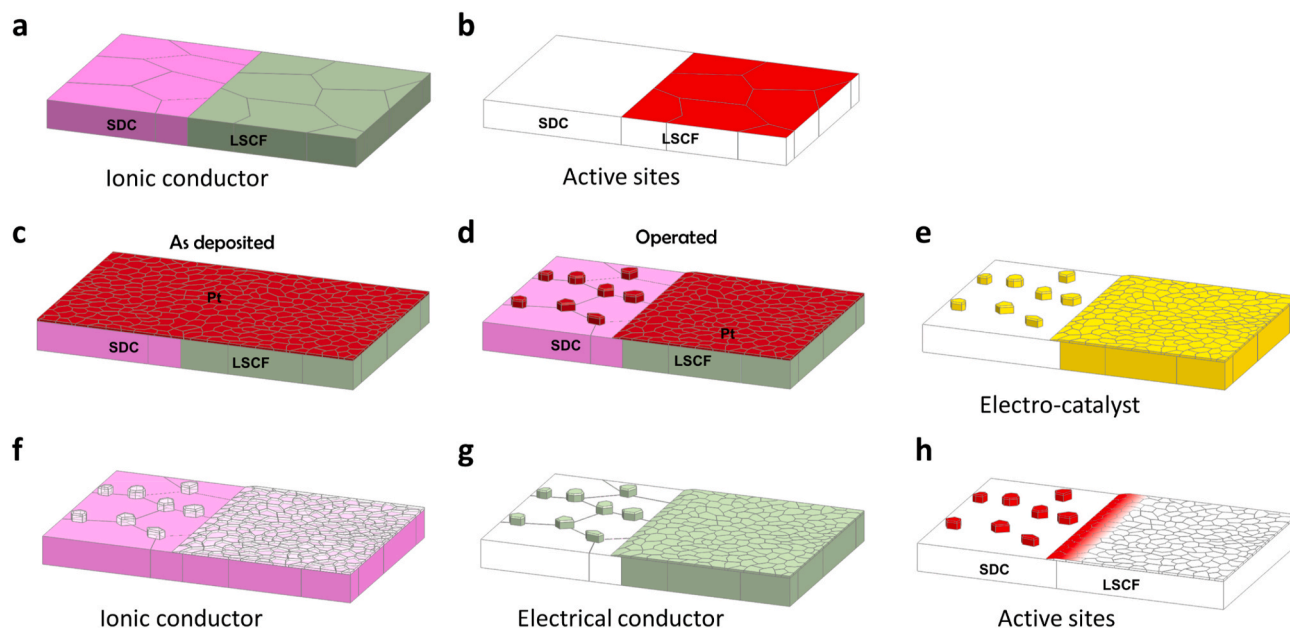 a
b
SDC
LSCF
Ionic conductor
SDC
LSCF
Active sites
c
As deposited
Pt
SDC
LSCF
d
Operated
Pt
SDC
LSCF
e
Electro-catalyst
f
Ionic conductor
g
Electrical conductor
h
SDC
LSCF
Active sites